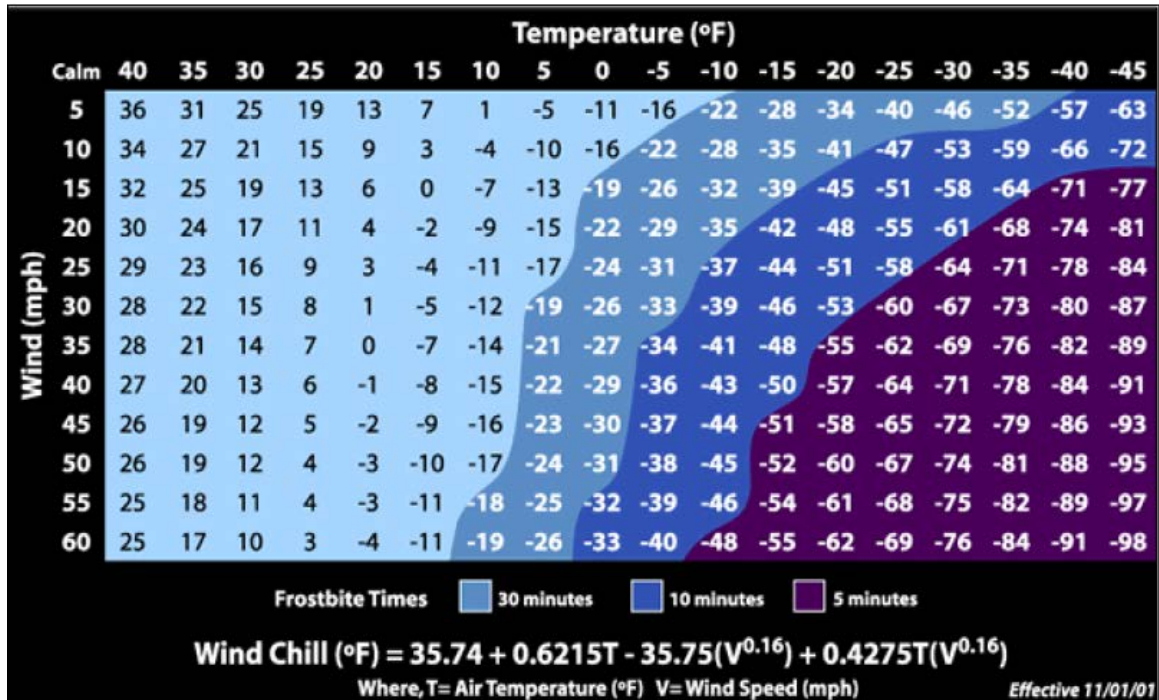 Temperature (ºF)
Calm 40 35 30 25 20 15 10 5 0 -5 -10 -15 -20 -25 -30 -35 -40 -45
5 36 31 25 19 13 7 1 -5 -11 -16 -22 -28 -34 -40 -46 -52 -57 -63
10 34 27 21 15 9 3 -4 -10 -16 -22 -28 -35 -41 -47 -53 -59 -66 -72
15 32 25 19 13 6 0 -7 -13 -19 -26 -32 -39 -45 -51 -58 -64 -71 -77
20 30 24 17 11 4 -2 -9 -15 -22 -29 -35 -42 -48 -55 -61 -68 -74 -81
25 29 23 16 9 3 -4 -11 -17 -24 -31 -37 -44 -51 -58 -64 -71 -78 -84
30 28 22 15 8 1 -5 -12 -19 -26 -33 -39 -46 -53 -60 -67 -73 -80 -87
35 28 21 14 7 0 -7 -14 -21 -27 -34 -41 -48 -55 -62 -69 -76 -82 -89
40 27 20 13 6 -1 -8 -15 -22 -29 -36 -43 -50 -57 -64 -71 -78 -84 -91
45 26 19 12 5 -2 -9 -16 -23 -30 -37 -44 -51 -58 -65 -72 -79 -86 -93
50 26 19 12 4 -3 -10 -17 -24 -31 -38 -45 -52 -60 -67 -74 -81 -88 -95
55 25 18 11 4 -3 -11 -18 -25 -32 -39 -46 -54 -61 -68 -75 -82 -89 -97
60 25 17 10 3 -4 -11 -19 -26 -33 -40 -48 -55 -62 -69 -76 -84 -91 -98
Wind (mph)
Frostbite Times 30 minutes 10 minutes 5 minutes
Wind Chill (ºF) = 35.74 + 0.6215T - 35.75(V^0.16) + 0.4275T(V^0.16)
Where, T= Air Temperature (ºF) V= Wind Speed (mph)
Effective 11/01/01